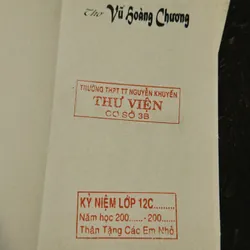 Thơ Vũ Hoàng Chương
TRƯỜNG THPT TT NGUYỄN KHUYẾN
THƯ VIỆN
CƠ SỞ 3B
KỶ NIỆM LỚP 12C.........
Năm học 200...... -200......
Thân Tặng Các Em Nhỏ